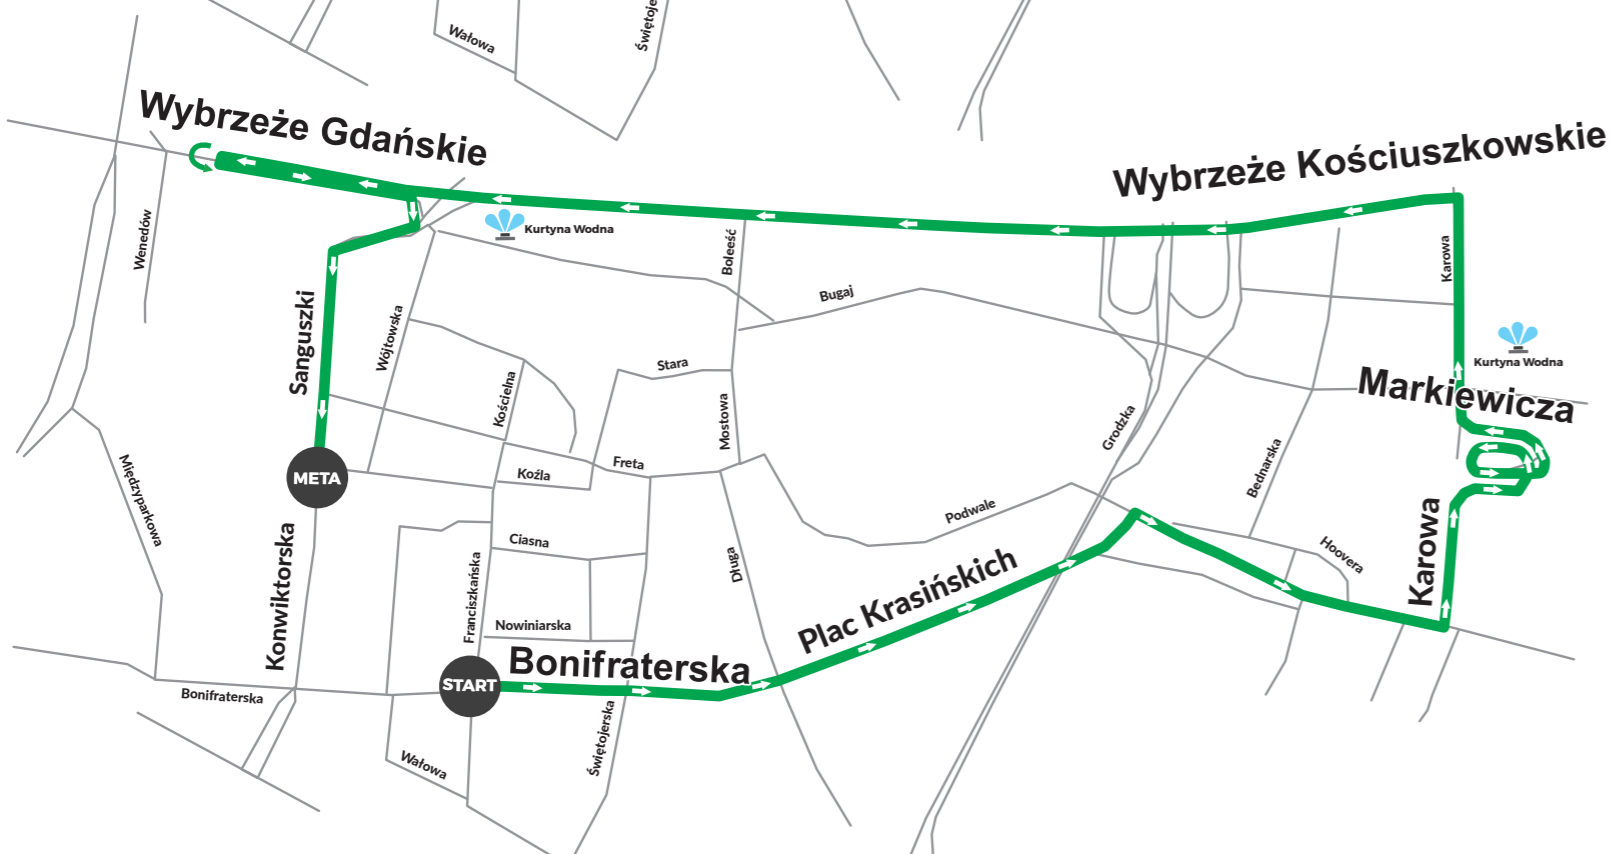 Wałowa
Świętoje
Wybrzeże Gdańskie
Wybrzeże Kościuszkowskie
Wenedów
Kurtyna Wodna
Boleść
Karowa
Bugaj
Sanguszki
Wójtowska
Kurtyna Wodna
Stara
Kościelna
Markiewicza
Mostowa
Grodzka
Bednarska
Freta
Koźla
META
Międzyparkowa
Podwale
Karowa
Hoovera
Ciasna
Długa
Konwiktorska
Franciszkańska
Plac Krasińskich
Nowiniarska
Bonifraterska
START
Bonifraterska
Świętojerska
Wałowa